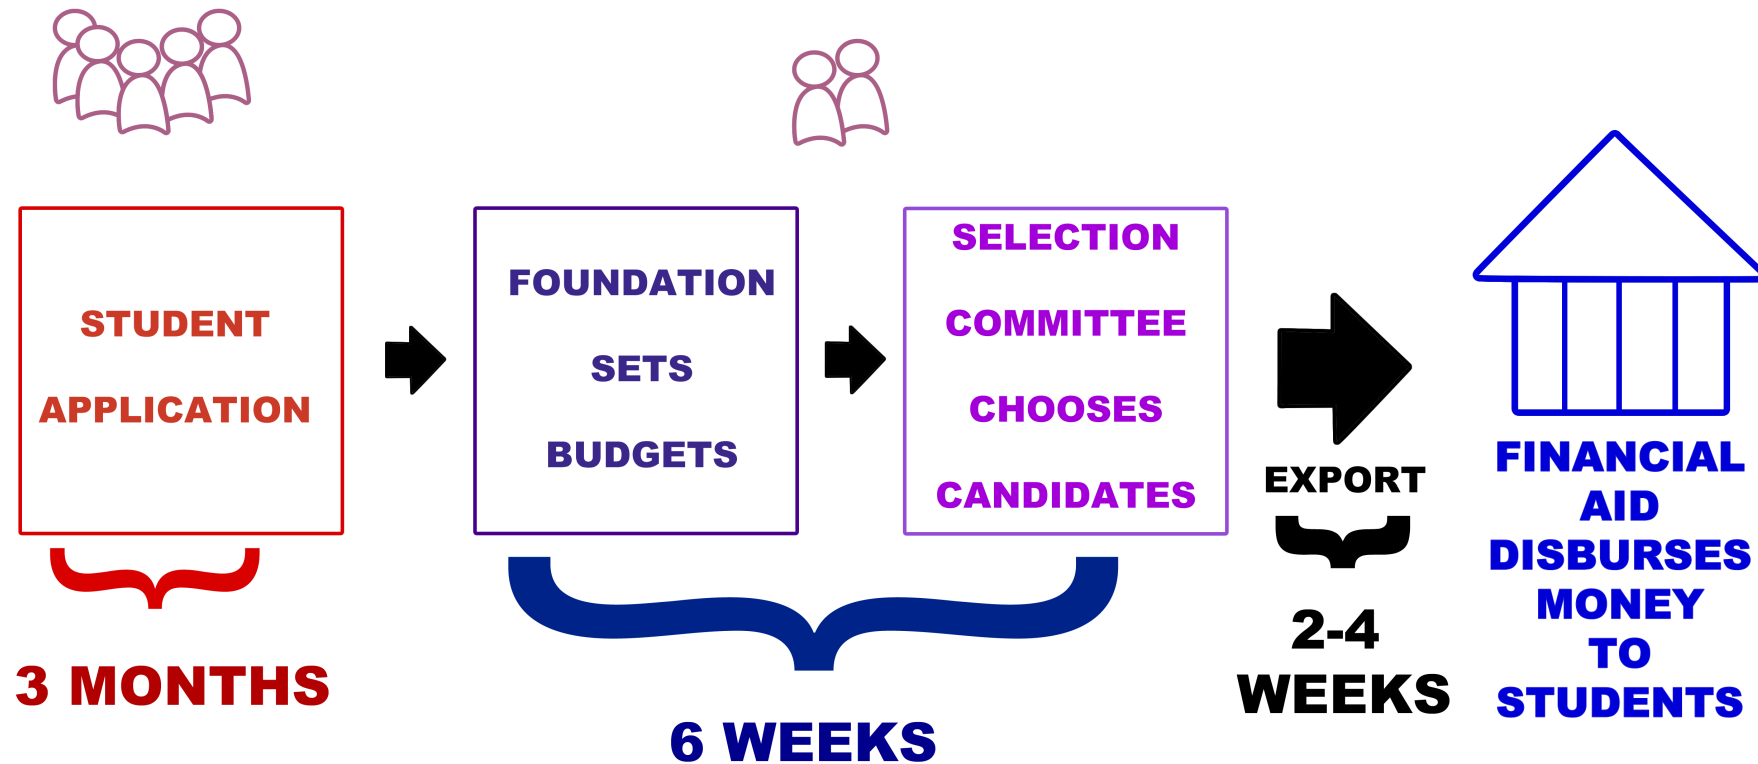 STUDENT
APPLICATION
3 MONTHS
FOUNDATION
SETS
BUDGETS
SELECTION
COMMITTEE
CHOOSES
CANDIDATES
6 WEEKS
EXPORT
2-4
WEEKS
FINANCIAL
AID
DISBURSES
MONEY
TO
STUDENTS